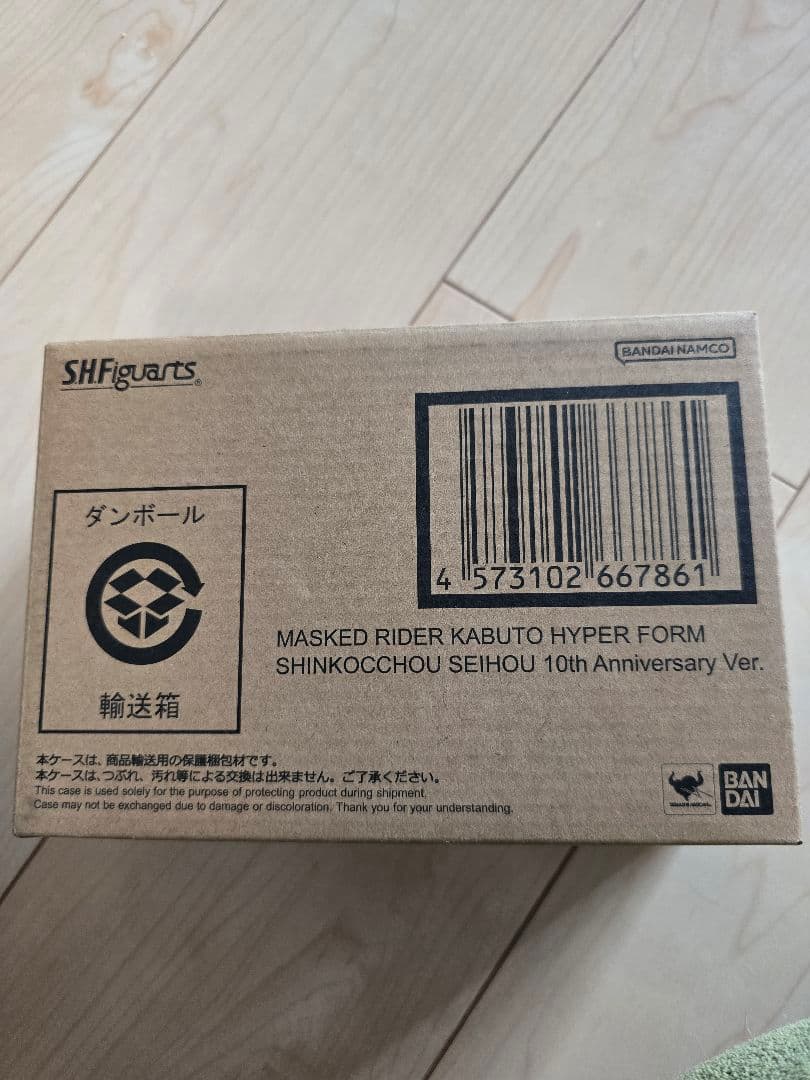 S.H.Figuarts®
BANDAI NAMCO
4 573102 667861
ダンボール
輸送箱
MASKED RIDER KABUTO HYPER FORM
SHINKOCCHOU SEIHOU 10th Anniversary Ver.
本ケースは、商品輸送用の保護梱包材です。
本ケースは、つぶれ、汚れ等による交換は出来ません。ご了承ください。
This case is used solely for the purpose of protecting product during shipment.
Case may not be exchanged due to damage or discoloration. Thank you for your understanding.
BAN
DAI